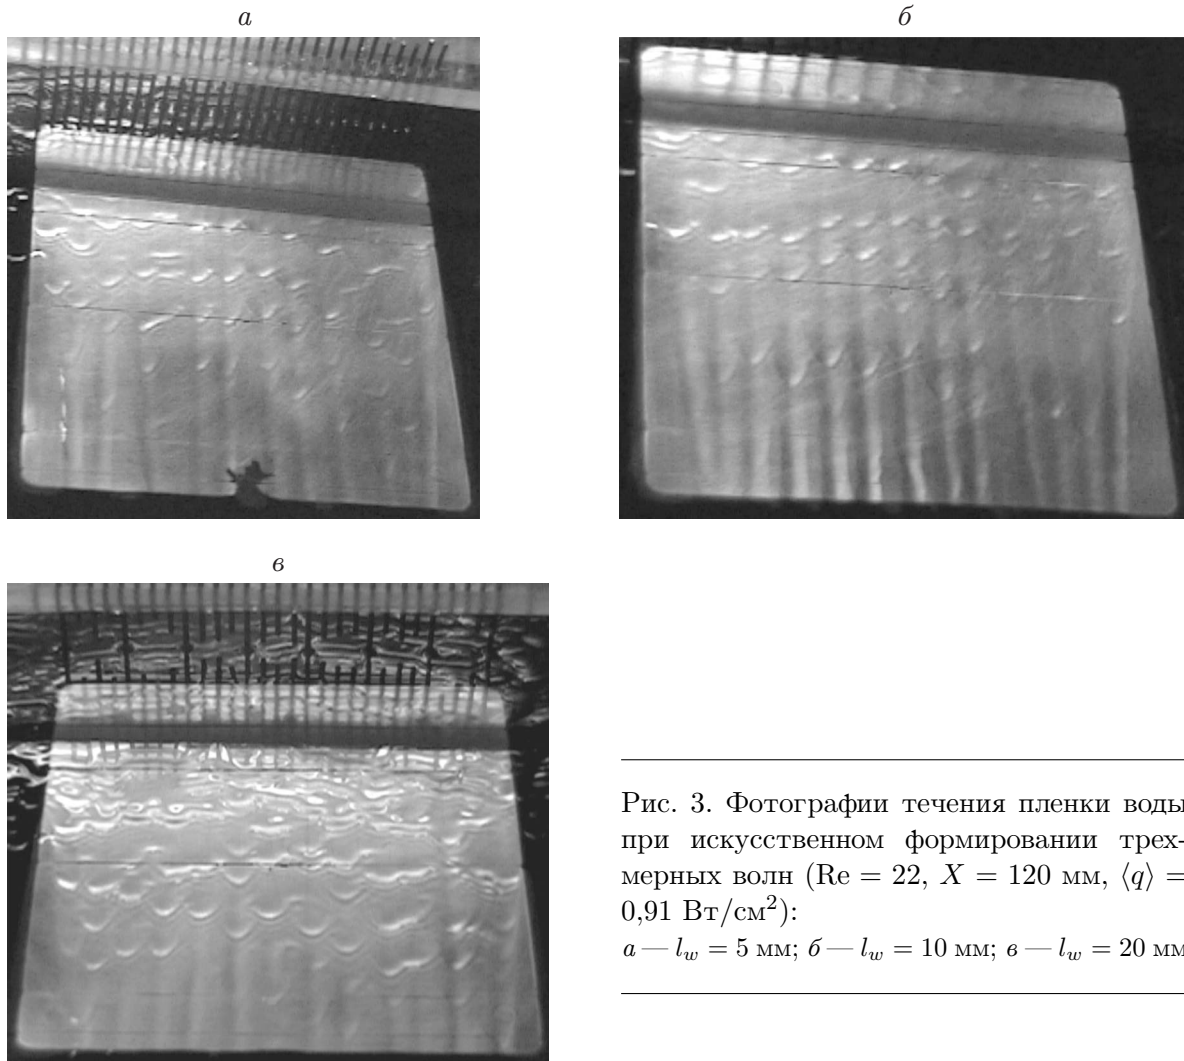 а
б
в
Рис. 3. Фотографии течения пленки воды
при искусственном формировании трех-
мерных волн (Re = 22, X = 120 мм, ⟨q⟩ =
0,91 Вт/см²):
а — l_w = 5 мм; б — l_w = 10 мм; в — l_w = 20 мм